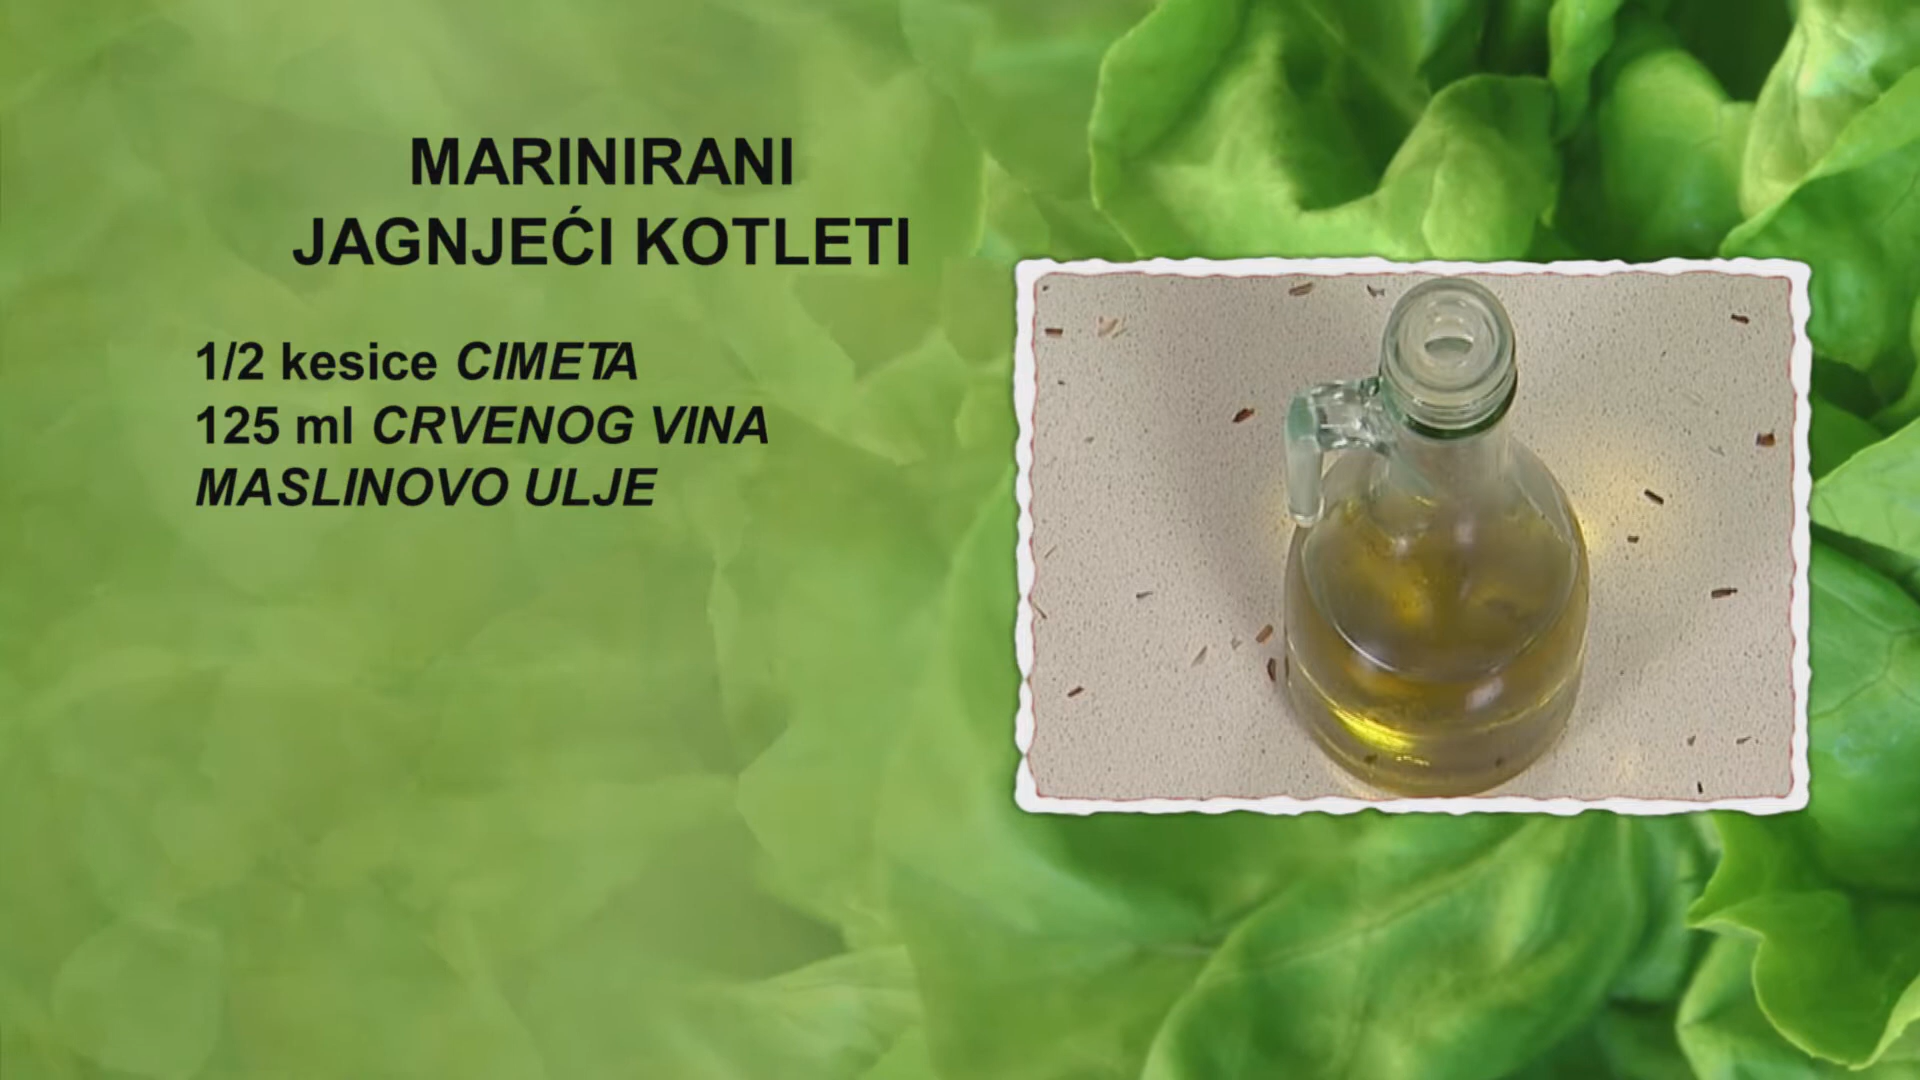 MARINIRANI
JAGNJEĆI KOTLETI
1/2 kesice CIMETA
125 ml CRVENOG VINA
MASLINOVO ULJE